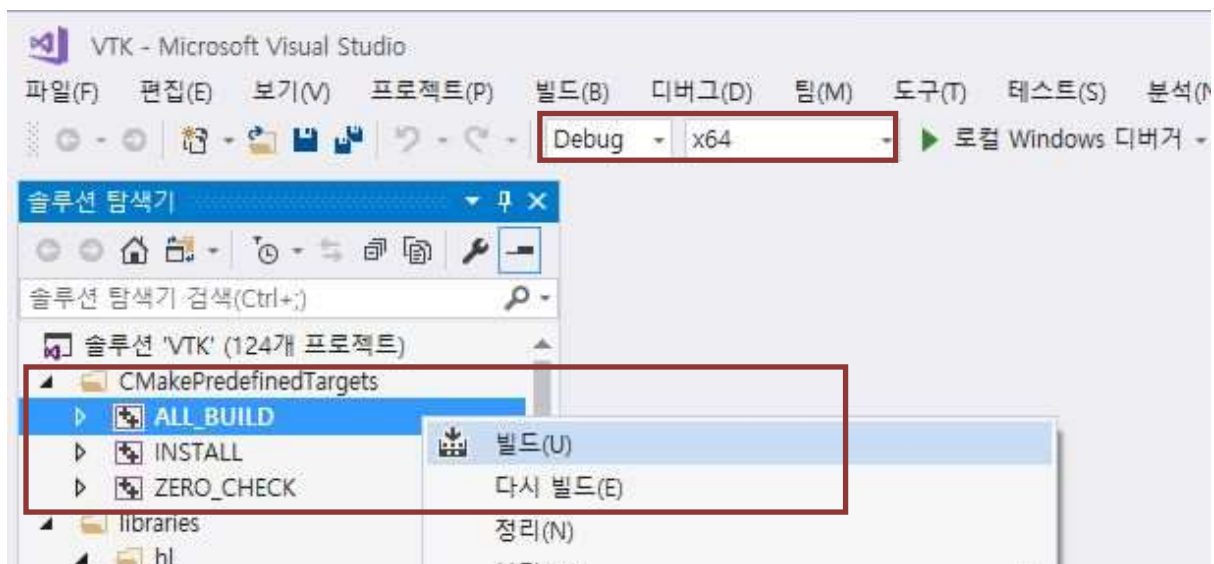 VTK - Microsoft Visual Studio
파일(F) 편집(E) 보기(V) 프로젝트(P) 빌드(B) 디버그(D) 팀(M) 도구(T) 테스트(S) 분석(N
Debug x64 로컬 Windows 디버거
솔루션 탐색기
솔루션 탐색기 검색(Ctrl+;)
솔루션 'VTK' (124개 프로젝트)
CMakePredefinedTargets
ALL_BUILD
빌드(U)
INSTALL
ZERO_CHECK
다시 빌드(E)
libraries
정리(N)
hl